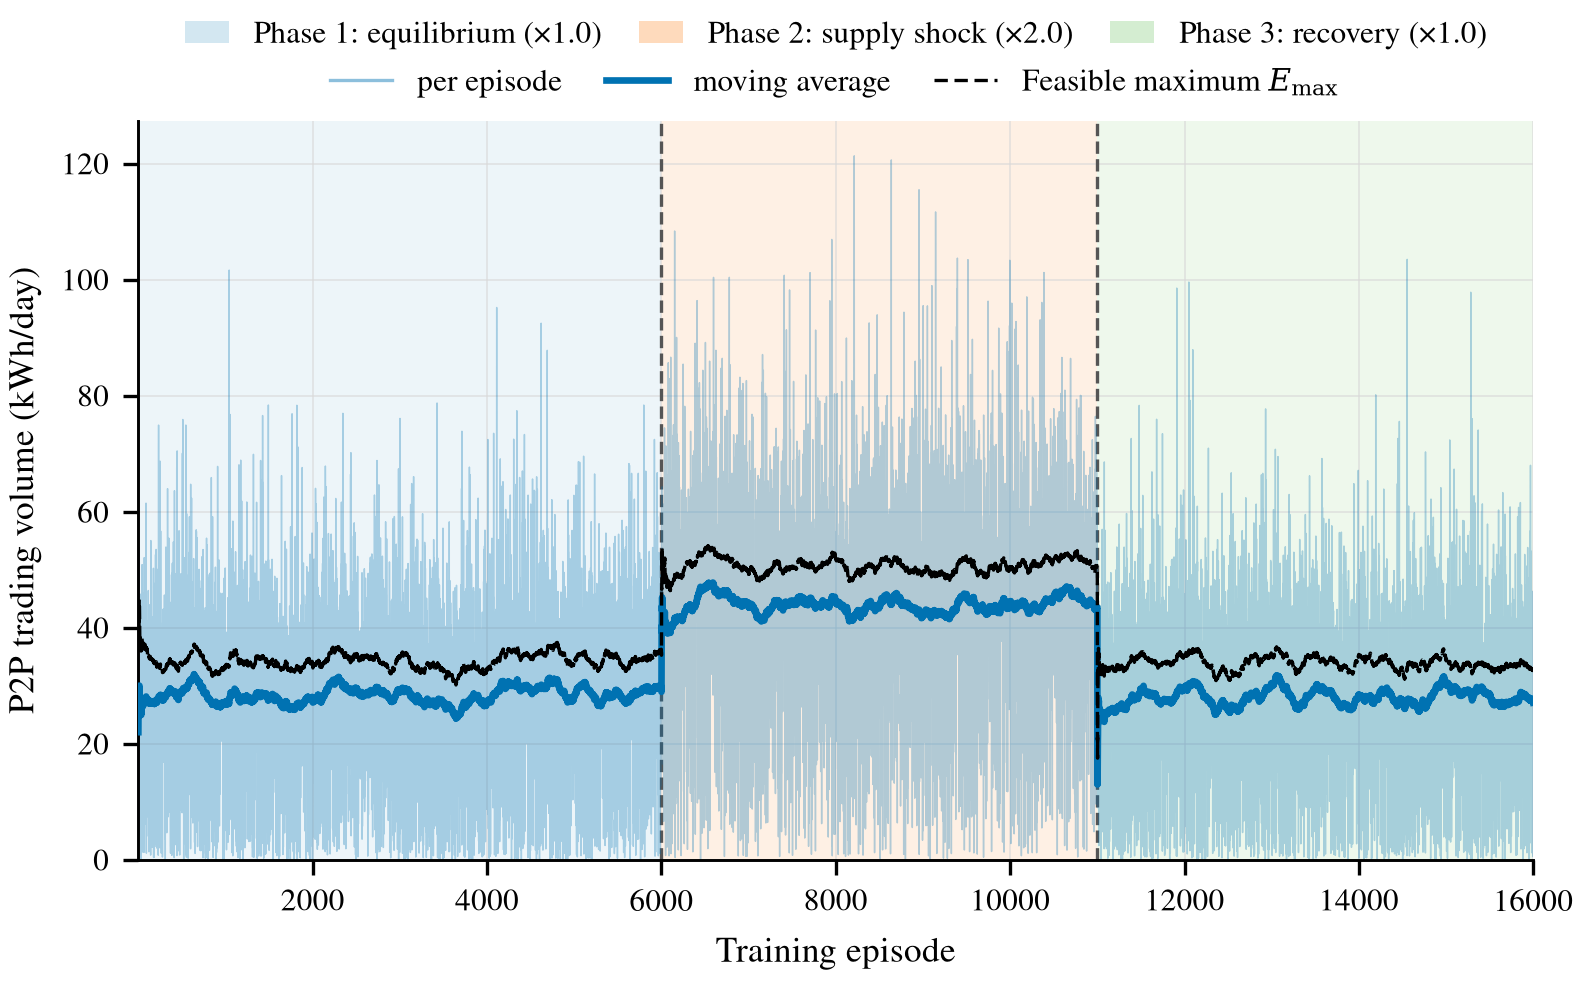 Phase 1: equilibrium (×1.0) Phase 2: supply shock (×2.0) Phase 3: recovery (×1.0)
per episode moving average Feasible maximum E_max
P2P trading volume (kWh/day)
120
100
80
60
40
20
0
2000 4000 6000 8000 10000 12000 14000 16000
Training episode